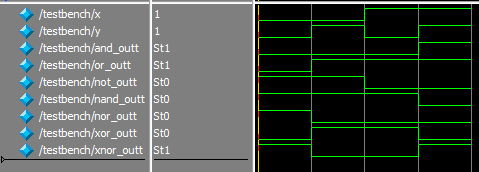 /testbench/x 1
/testbench/y 1
/testbench/and_outt St1
/testbench/or_outt St1
/testbench/not_outt St0
/testbench/nand_outt St0
/testbench/nor_outt St0
/testbench/xor_outt St0
/testbench/xnor_outt St1